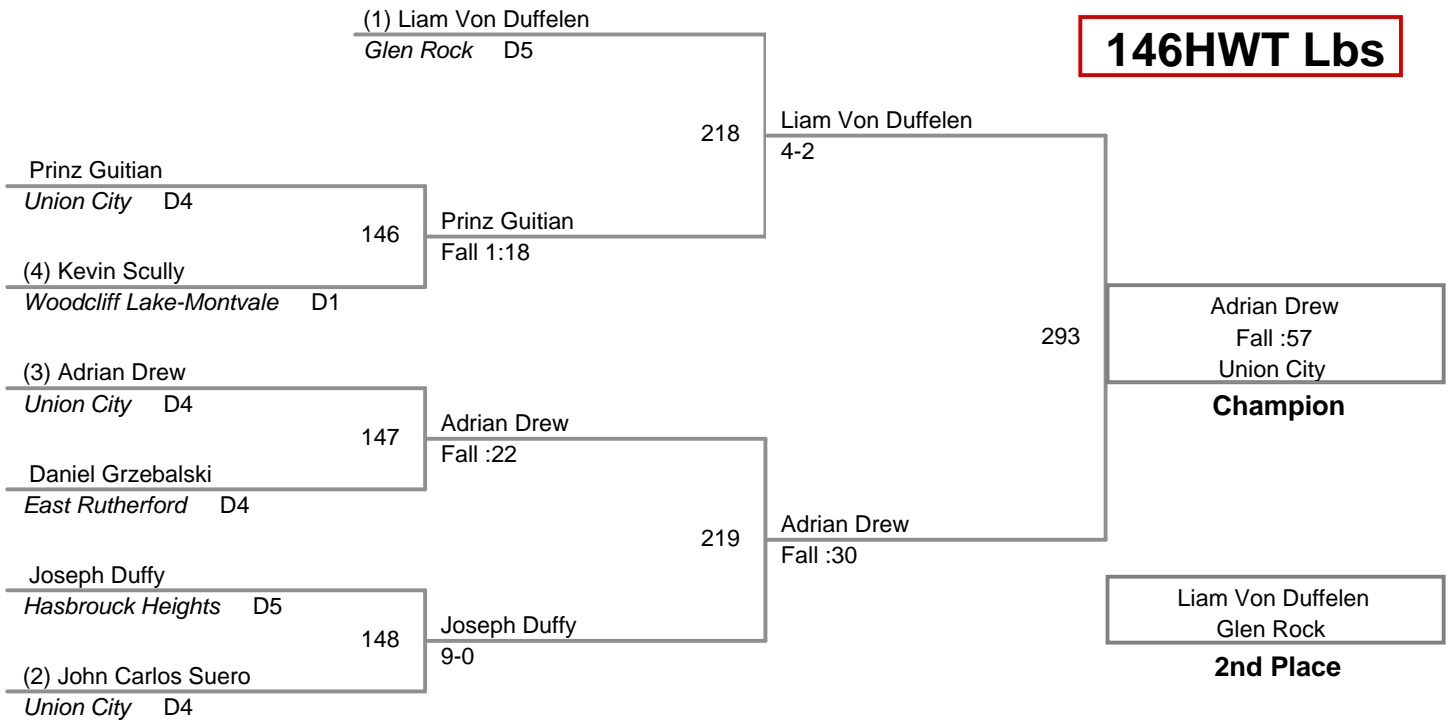 (1) Liam Von Duffelen
Glen Rock D5
146HWT Lbs
218
Liam Von Duffelen
4-2
Prinz Guitian
Union City D4
146
Prinz Guitian
Fall 1:18
(4) Kevin Scully
Woodcliff Lake-Montvale D1
293
Adrian Drew
Fall :57
Union City
Champion
(3) Adrian Drew
Union City D4
147
Adrian Drew
Fall :22
Daniel Grzebalski
East Rutherford D4
219
Adrian Drew
Fall :30
Joseph Duffy
Hasbrouck Heights D5
148
Joseph Duffy
9-0
(2) John Carlos Suero
Union City D4
Liam Von Duffelen
Glen Rock
2nd Place